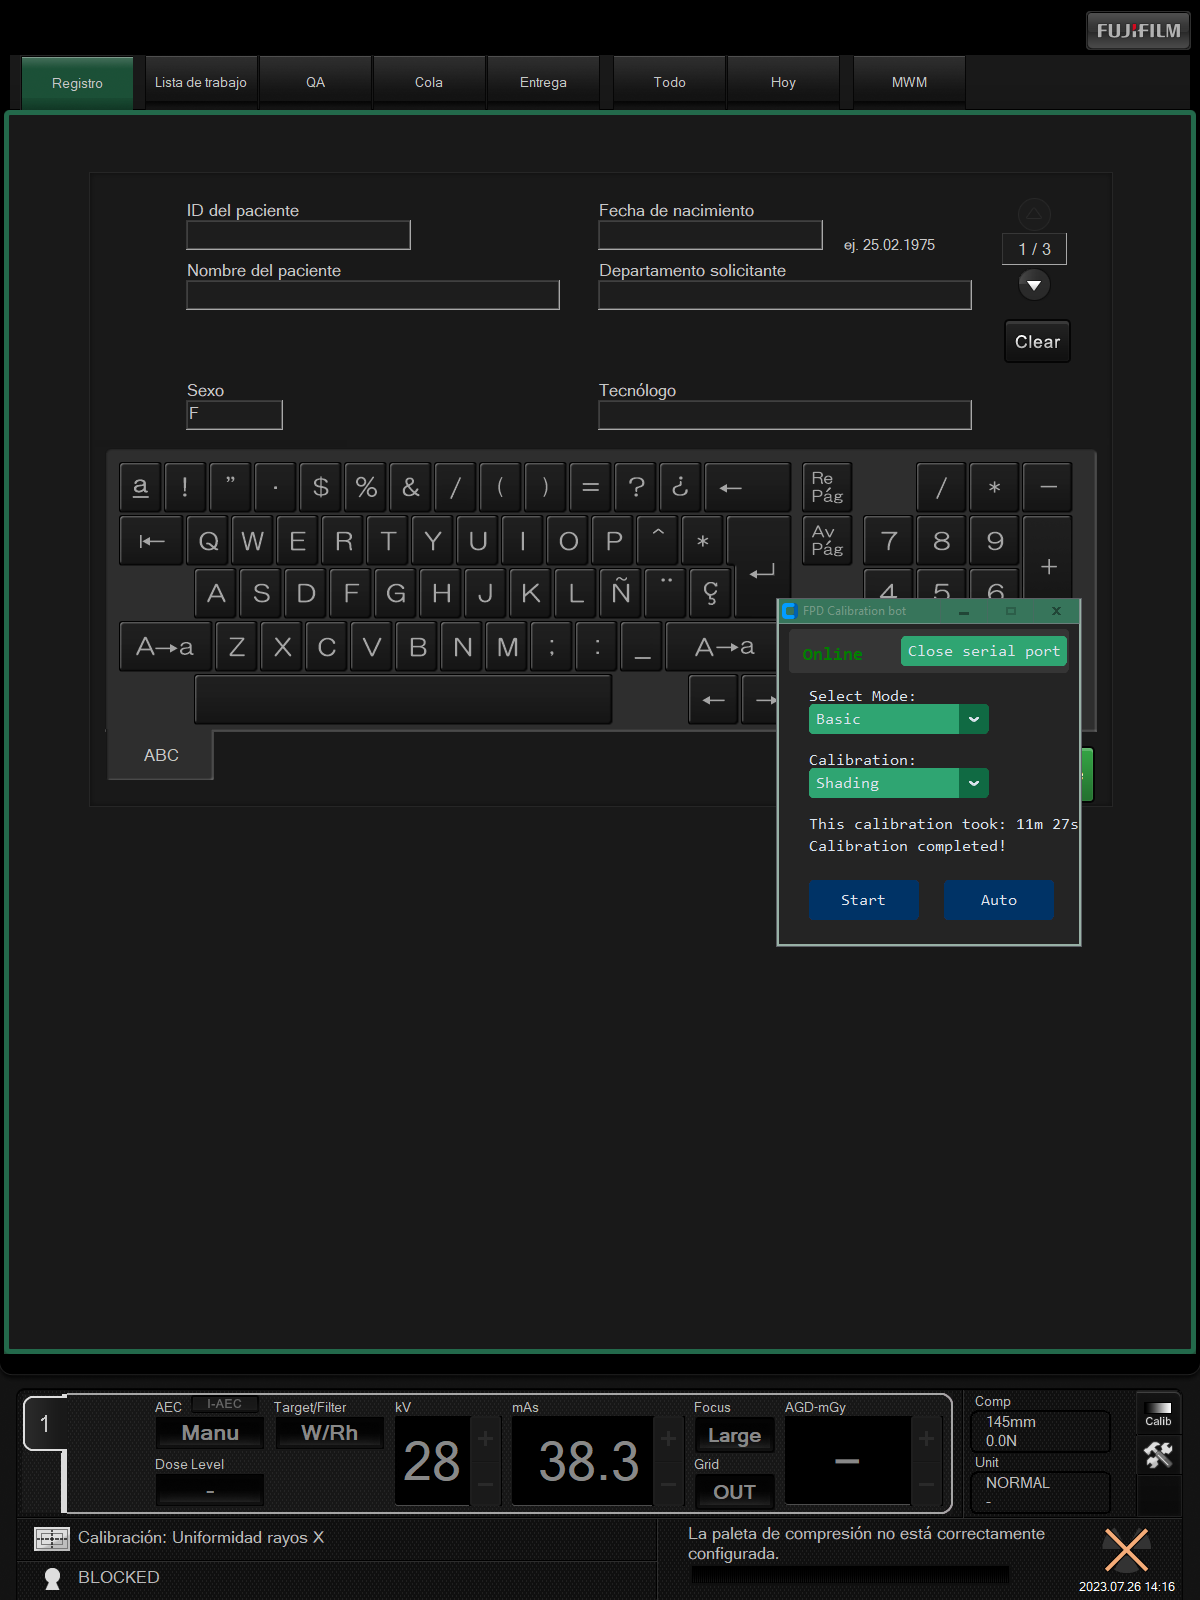 FUJIFILM
Registro
Lista de trabajo
QA
Cola
Entrega
Todo
Hoy
MWM
ID del paciente
Fecha de nacimiento
ej. 25.02.1975
1 / 3
Nombre del paciente
Departamento solicitante
Clear
Sexo
F
Tecnólogo
a ! " · $ % & / ( ) = ? ¿ ← Re Pág / * −
⇤ Q W E R T Y U I O P ^ * Av Pág 7 8 9 +
A S D F G H J K L Ñ ¨ Ç ↵ 4 5 6
A→a Z X C V B N M ; : _ A→a
← →
ABC
FPD Calibration bot
Online
Close serial port
Select Mode:
Basic
Calibration:
Shading
This calibration took: 11m 27s
Calibration completed!
Start
Auto
1
AEC
I-AEC
Manu
Dose Level
-
Target/Filter
W/Rh
kV
28
mAs
38.3
Focus
Large
Grid
OUT
AGD-mGy
–
Comp
145mm
0.0N
Unit
NORMAL
-
Calib
Calibración: Uniformidad rayos X
BLOCKED
La paleta de compresión no está correctamente
configurada.
2023.07.26 14:16